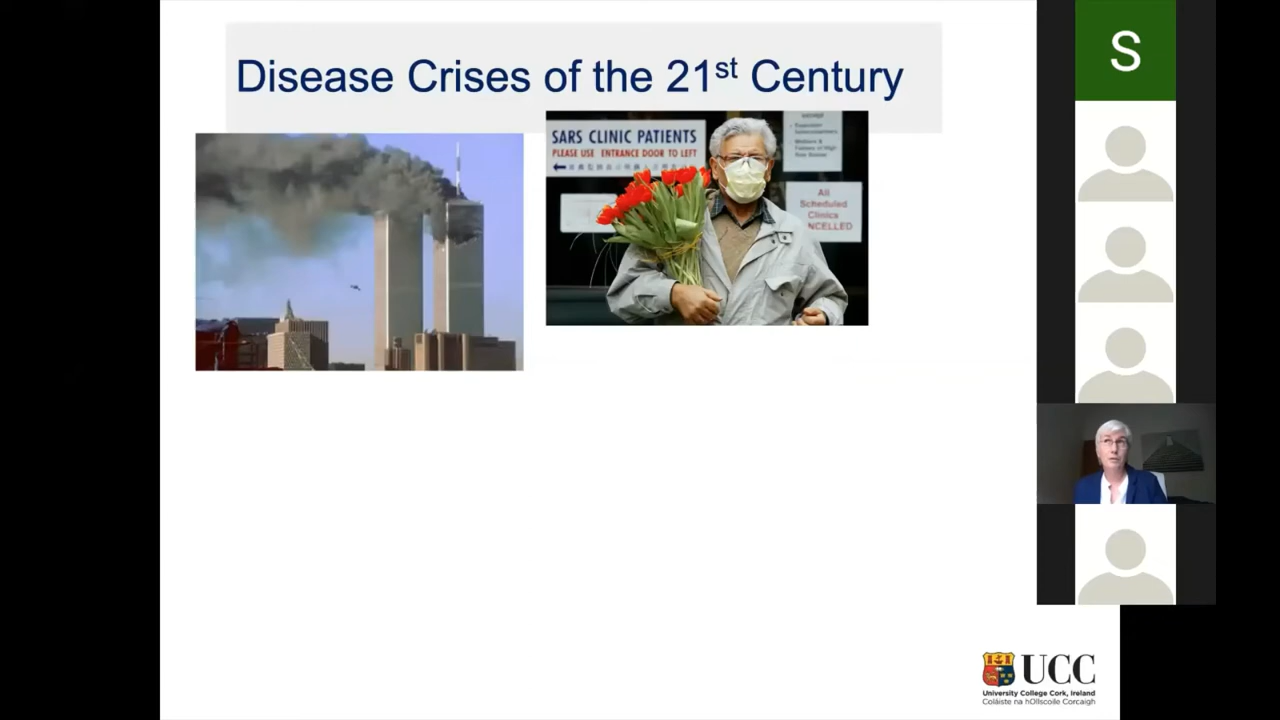 Disease Crises of the 21st Century
SARS CLINIC PATIENTS
PLEASE USE ENTRANCE DOOR TO LEFT
All
Scheduled
Clinics
NCELLED
S
UCC
University College Cork, Ireland
Coláiste na hOllscoile Corcaigh